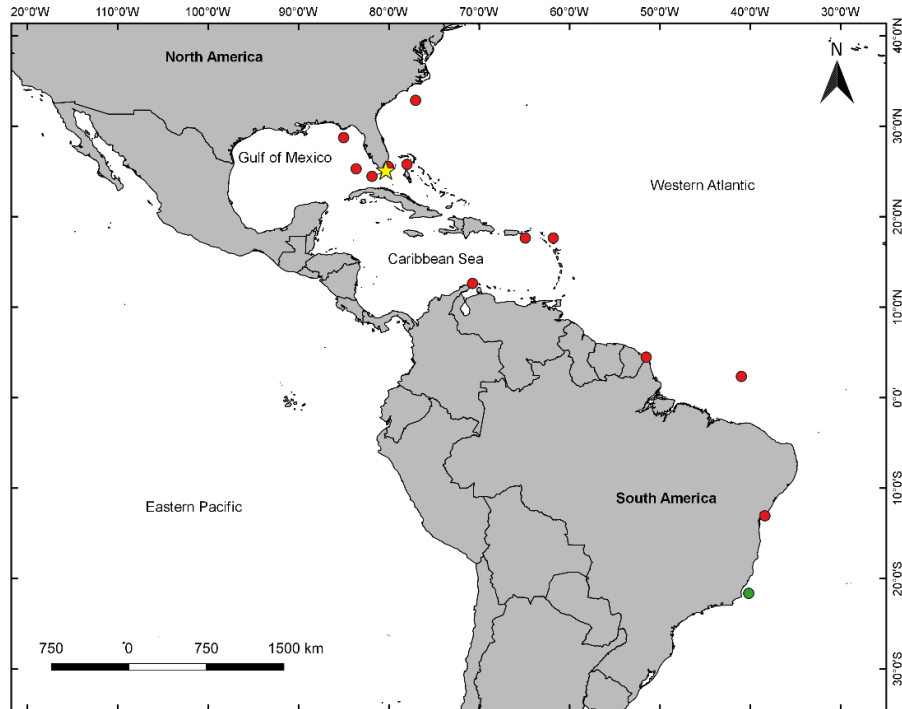 120°0'W 110°0'W 100°0'W 90°0'W 80°0'W 70°0'W 60°0'W 50°0'W 40°0'W 30°0'W
North America
N
40°0'N
30°0'N
Gulf of Mexico
Western Atlantic
20°0'N
Caribbean Sea
10°0'N
0°0'
South America
Eastern Pacific
10°0'S
20°0'S
750 0 750 1500 km
30°0'S